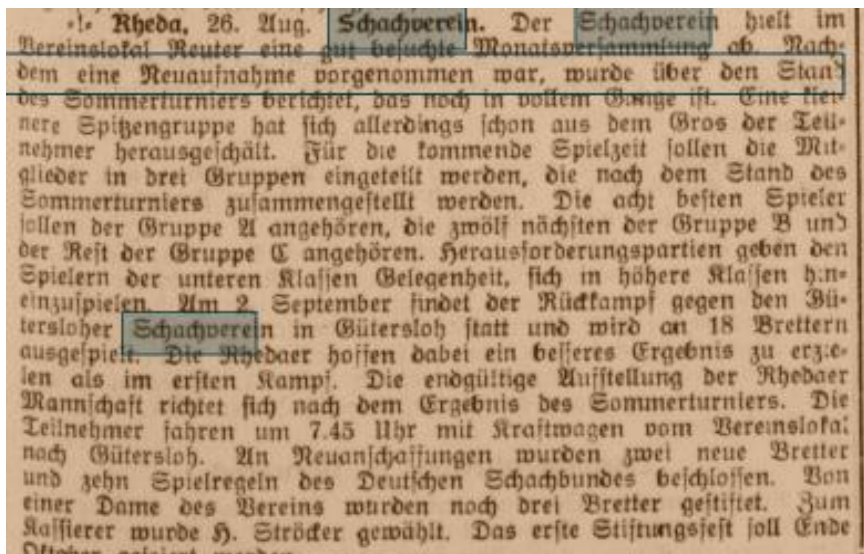 -!- Rheda, 26. Aug. Schachverein. Der Schachverein hielt im
Vereinslokal Reuter eine gut besuchte Monatsversammlung ab. Nach-
dem eine Neuaufnahme vorgenommen war, wurde über den Stand
des Sommerturniers berichtet, das noch in vollem Gange ist. Eine klei-
nere Spitzengruppe hat sich allerdings schon aus dem Gros der Teil-
nehmer herausgeschält. Für die kommende Spielzeit sollen die Mit-
glieder in drei Gruppen eingeteilt werden, die nach dem Stand des
Sommerturniers zusammengestellt werden. Die acht besten Spieler
sollen der Gruppe A angehören, die zwölf nächsten der Gruppe B und
der Rest der Gruppe C angehören. Herausforderungspartien geben den
Spielern der unteren Klassen Gelegenheit, sich in höhere Klassen hin-
einzuspielen. Am 2. September findet der Rückkampf gegen den Gü-
tersloher Schachverein in Gütersloh statt und wird an 18 Brettern
ausgespielt. Die Rhedaer hoffen dabei ein besseres Ergebnis zu erzie-
len als im ersten Kampf. Die endgültige Aufstellung der Rhedaer
Mannschaft richtet sich nach dem Ergebnis des Sommerturniers. Die
Teilnehmer fahren um 7.45 Uhr mit Kraftwagen vom Vereinslokal
nach Gütersloh. An Neuanschaffungen wurden zwei neue Bretter
und zehn Spielregeln des Deutschen Schachbundes beschlossen. Von
einer Dame des Vereins wurden noch drei Bretter gestiftet. Zum
Kassierer wurde H. Ströcker gewählt. Das erste Stiftungsfest soll Ende
Oktober gefeiert werden.